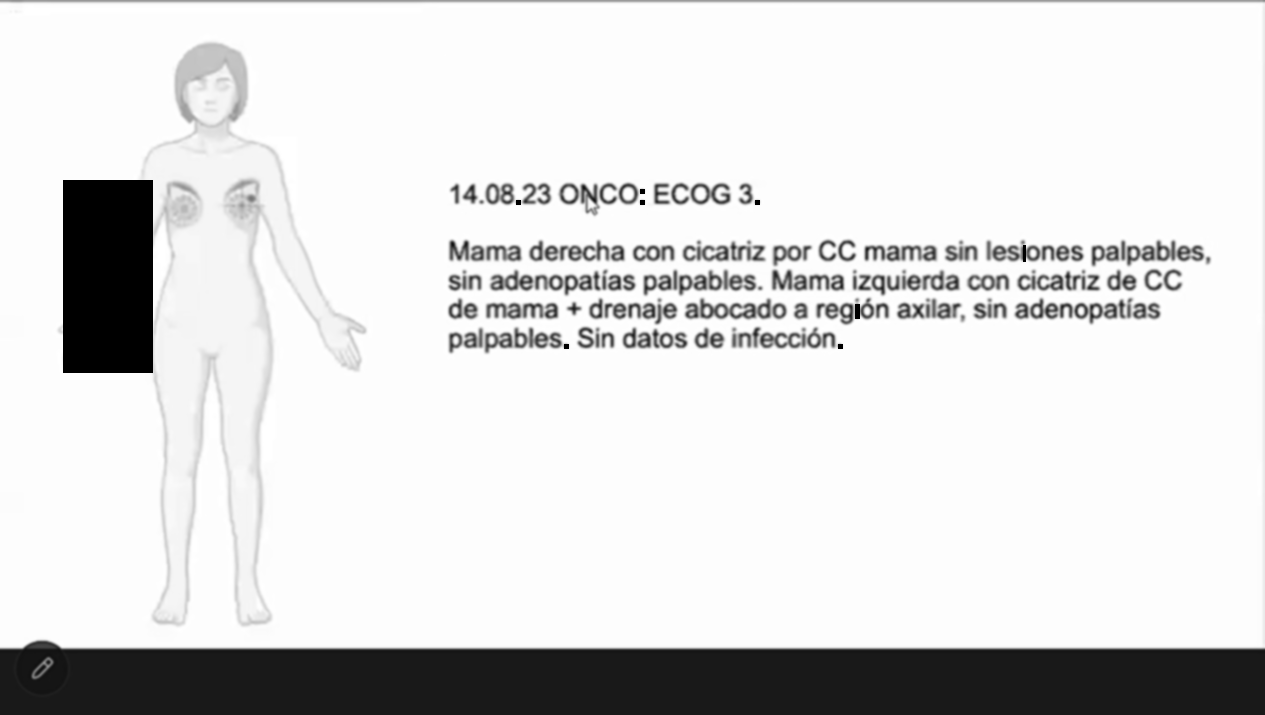 14.08.23 ONCO: ECOG 3.
Mama derecha con cicatriz por CC mama sin lesiones palpables,
sin adenopatías palpables. Mama izquierda con cicatriz de CC
de mama + drenaje abocado a región axilar, sin adenopatías
palpables. Sin datos de infección.